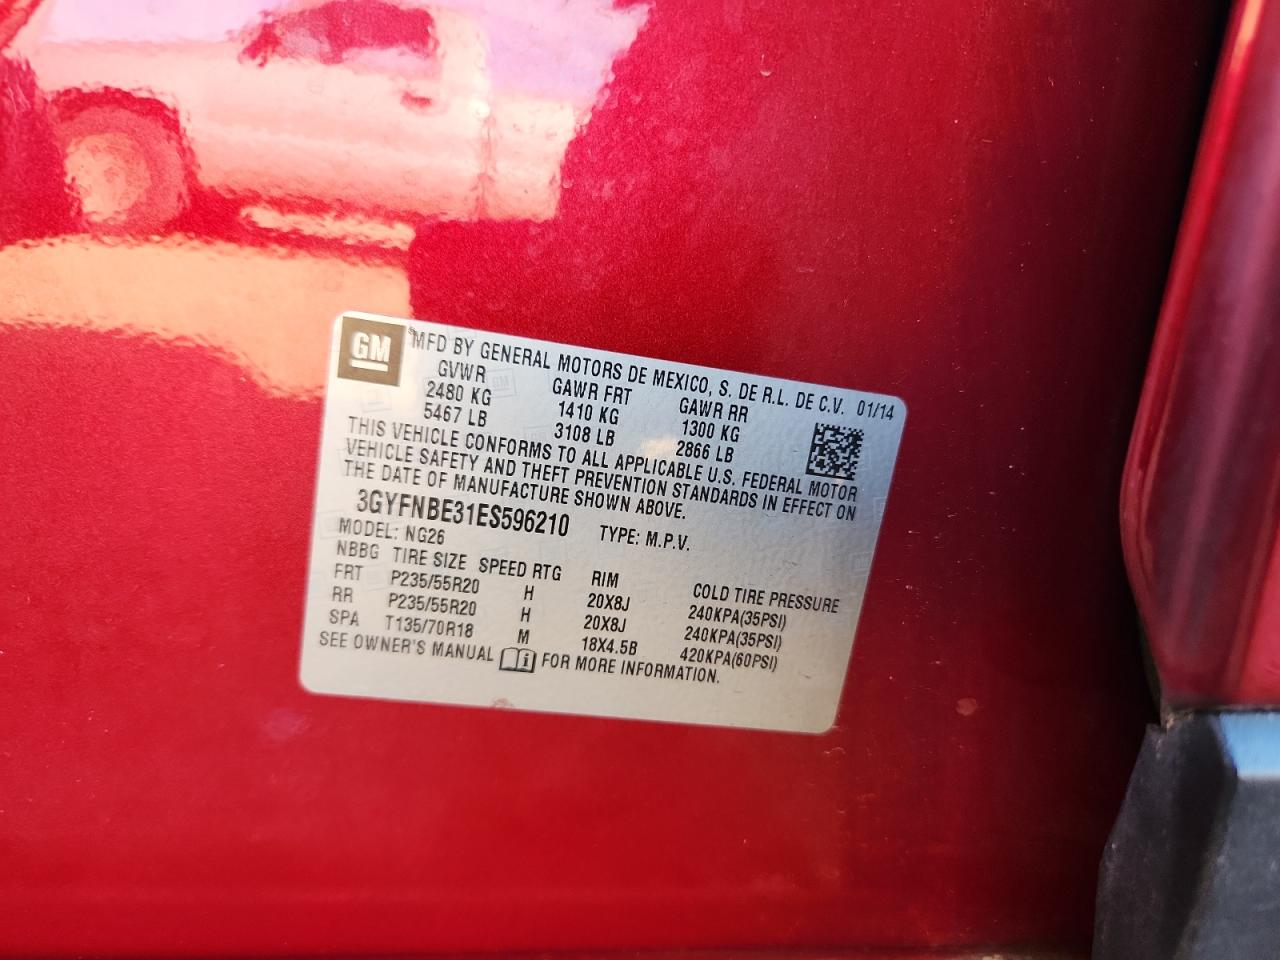 GM MFD BY GENERAL MOTORS DE MEXICO, S. DE R.L. DE C.V. 01/14
GVWR GAWR FRT GAWR RR
2480 KG 1410 KG 1300 KG
5467 LB 3108 LB 2866 LB
THIS VEHICLE CONFORMS TO ALL APPLICABLE U.S. FEDERAL MOTOR
VEHICLE SAFETY AND THEFT PREVENTION STANDARDS IN EFFECT ON
THE DATE OF MANUFACTURE SHOWN ABOVE.
3GYFNBE31ES596210 TYPE: M.P.V.
MODEL: NG26
NBBG TIRE SIZE SPEED RTG RIM COLD TIRE PRESSURE
FRT P235/55R20 H 20X8J 240KPA(35PSI)
RR P235/55R20 H 20X8J 240KPA(35PSI)
SPA T135/70R18 M 18X4.5B 420KPA(60PSI)
SEE OWNER'S MANUAL FOR MORE INFORMATION.